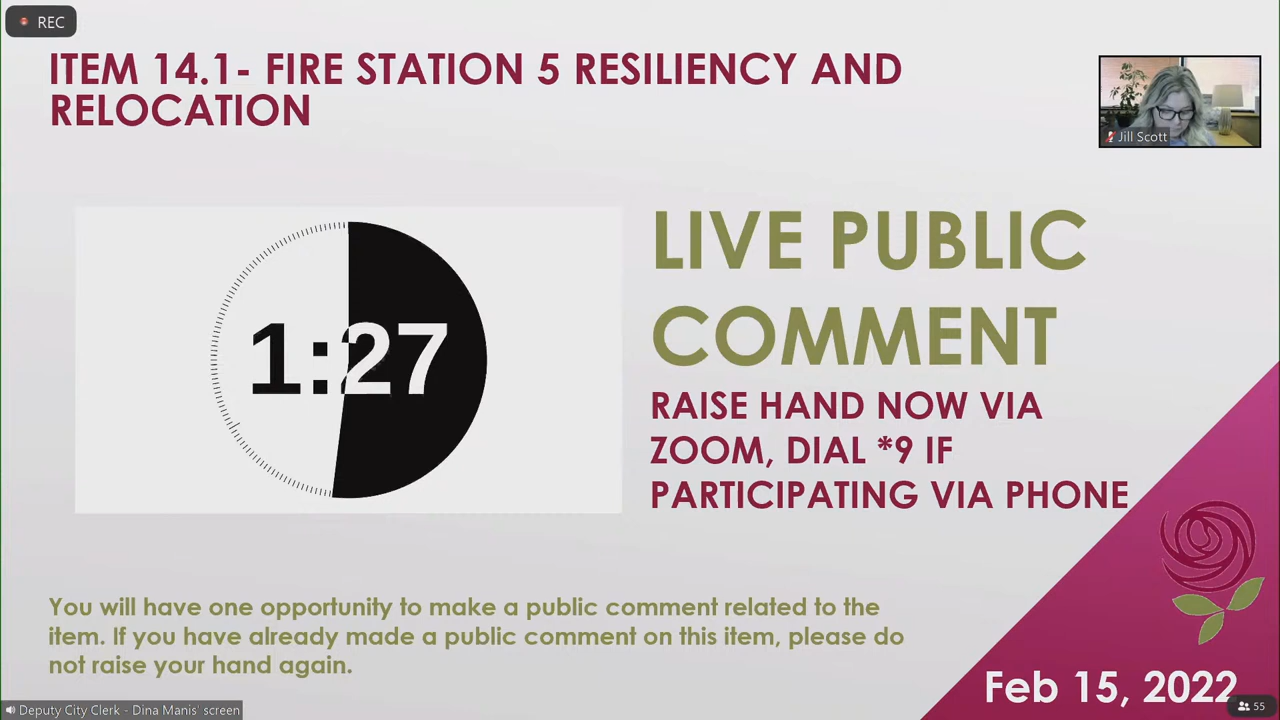 REC
ITEM 14.1- FIRE STATION 5 RESILIENCY AND
RELOCATION
Jill Scott
1:27
LIVE PUBLIC
COMMENT
RAISE HAND NOW VIA
ZOOM, DIAL *9 IF
PARTICIPATING VIA PHONE
You will have one opportunity to make a public comment related to the
item. If you have already made a public comment on this item, please do
not raise your hand again.
Feb 15, 2022
Deputy City Clerk - Dina Manis' screen
55